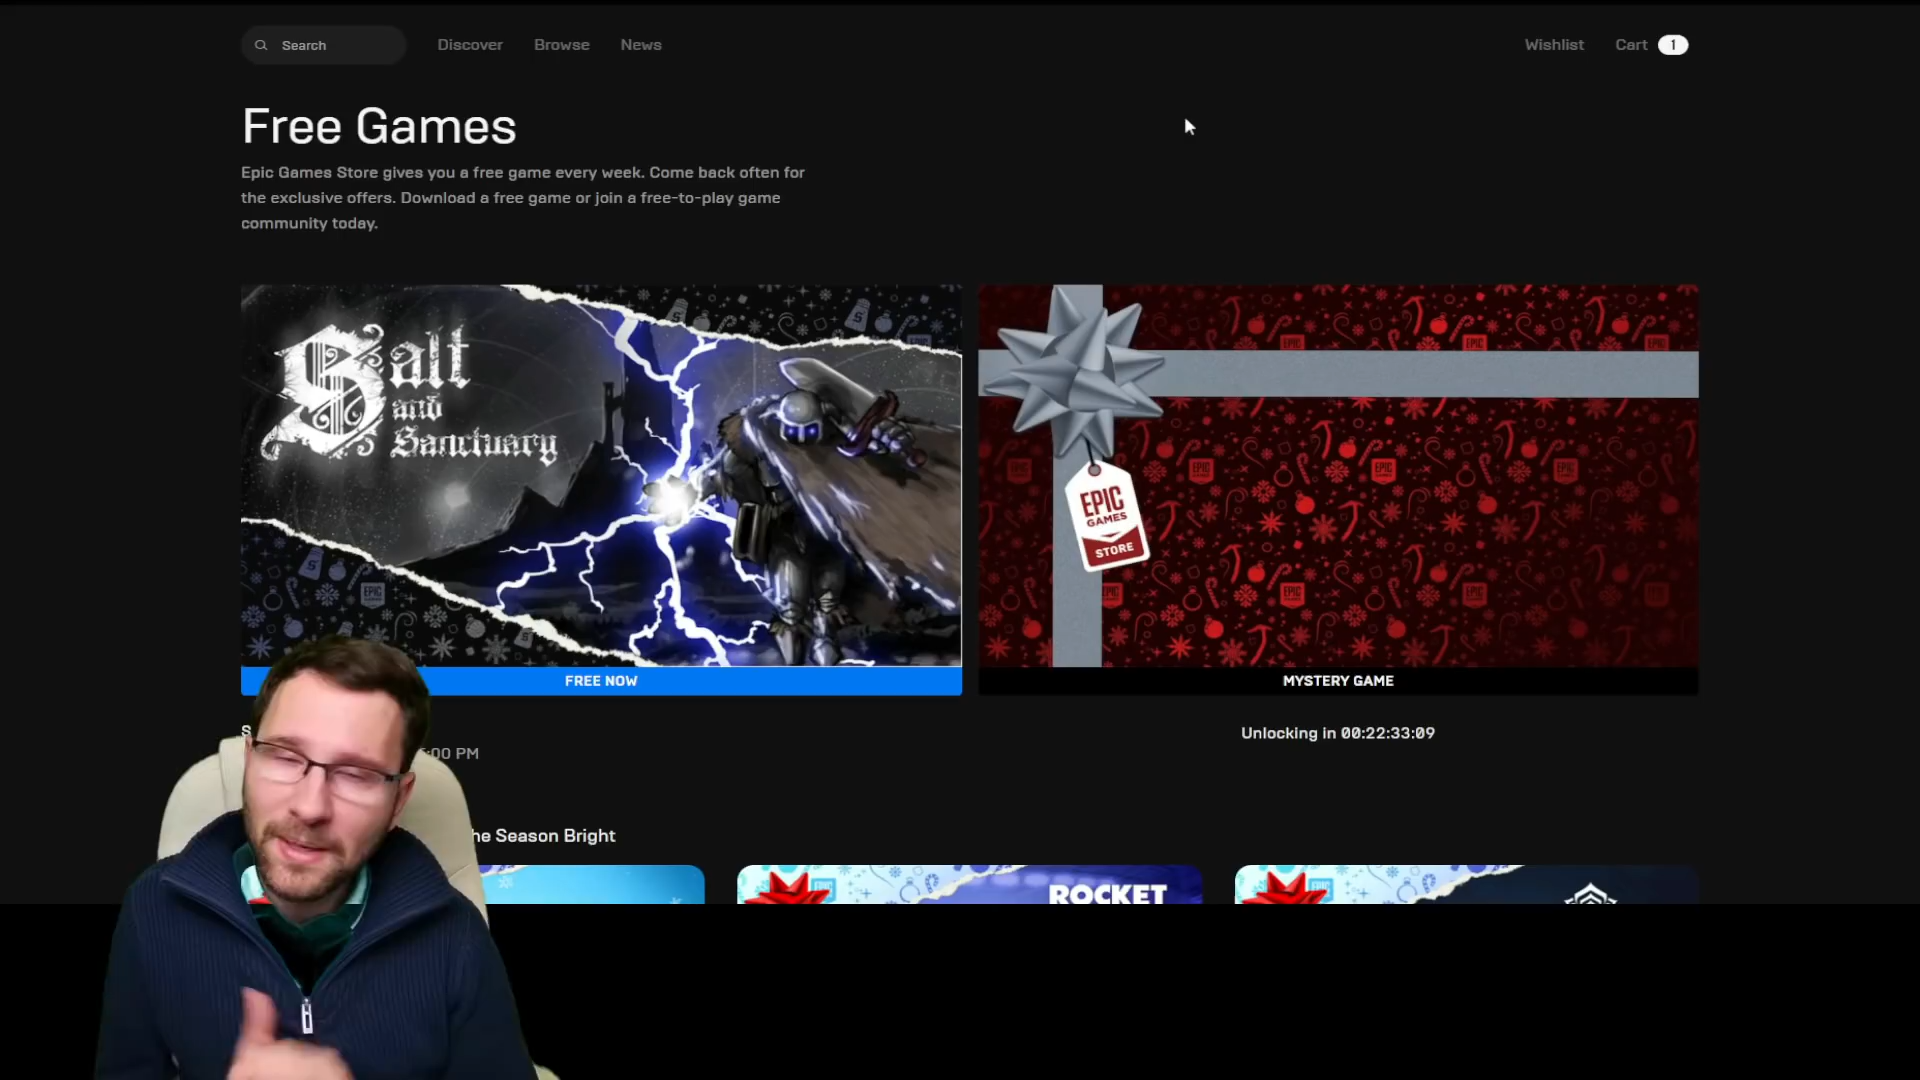 Search
Discover
Browse
News
Wishlist
Cart
1
Free Games
Epic Games Store gives you a free game every week. Come back often for
the exclusive offers. Download a free game or join a free-to-play game
community today.
Salt
and
Sanctuary
EPIC
GAMES
STORE
FREE NOW
MYSTERY GAME
S
:00 PM
Unlocking in 00:22:33:09
he Season Bright
ROCKET